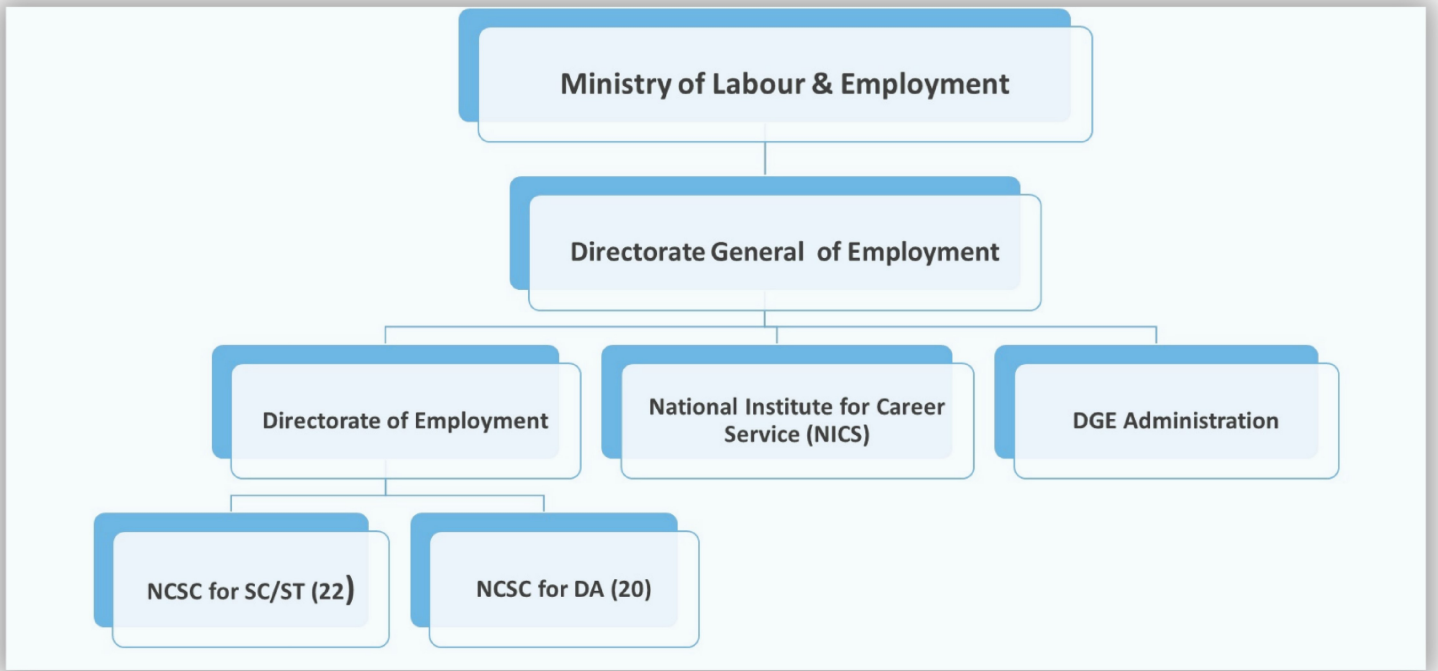 Ministry of Labour & Employment
Directorate General of Employment
Directorate of Employment
National Institute for Career
Service (NICS)
DGE Administration
NCSC for SC/ST (22)
NCSC for DA (20)